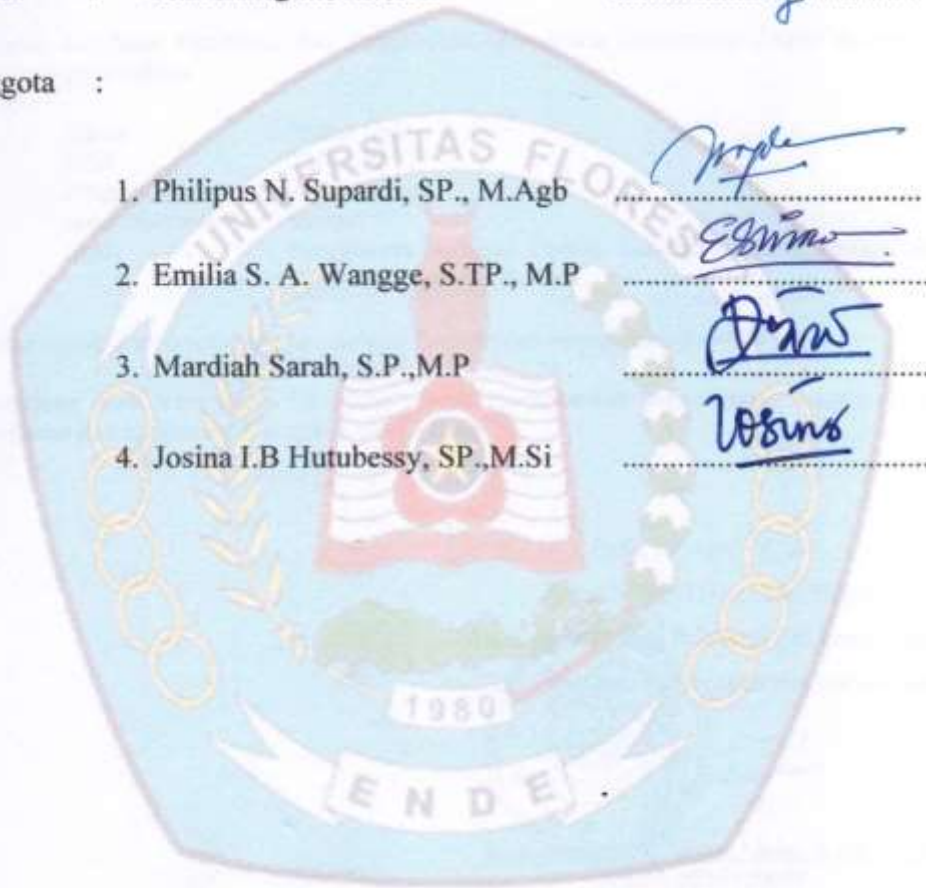 gota :
UNIVERSITAS FLORES
1. Philipus N. Supardi, SP., M.Agb ........................................
2. Emilia S. A. Wangge, S.TP., M.P ........................................
3. Mardiah Sarah, S.P.,M.P ........................................
4. Josina I.B Hutubessy, SP.,M.Si ........................................
1980
ENDE